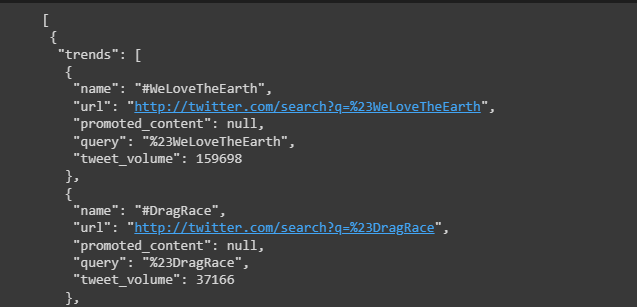 [
{
"trends": [
{
"name": "#WeLoveTheEarth",
"url": "http://twitter.com/search?q=%23WeLoveTheEarth",
"promoted_content": null,
"query": "%23WeLoveTheEarth",
"tweet_volume": 159698
},
{
"name": "#DragRace",
"url": "http://twitter.com/search?q=%23DragRace",
"promoted_content": null,
"query": "%23DragRace",
"tweet_volume": 37166
},